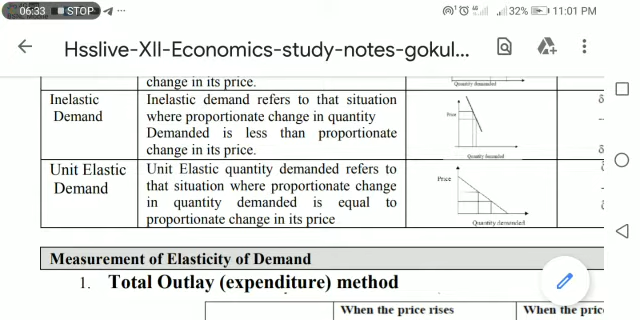 06:33 STOP
32% 11:01 PM
Hsslive-XII-Economics-study-notes-gokul...
change in its price.
Quantity demanded
Inelastic Demand
Inelastic demand refers to that situation
where proportionate change in quantity
Demanded is less than proportionate
change in its price.
Price
Quantity demanded
Unit Elastic Demand
Unit Elastic quantity demanded refers to
that situation where proportionate change
in quantity demanded is equal to
proportionate change in its price
Price
Quantity demanded
Measurement of Elasticity of Demand
1. Total Outlay (expenditure) method
When the price rises
When the price